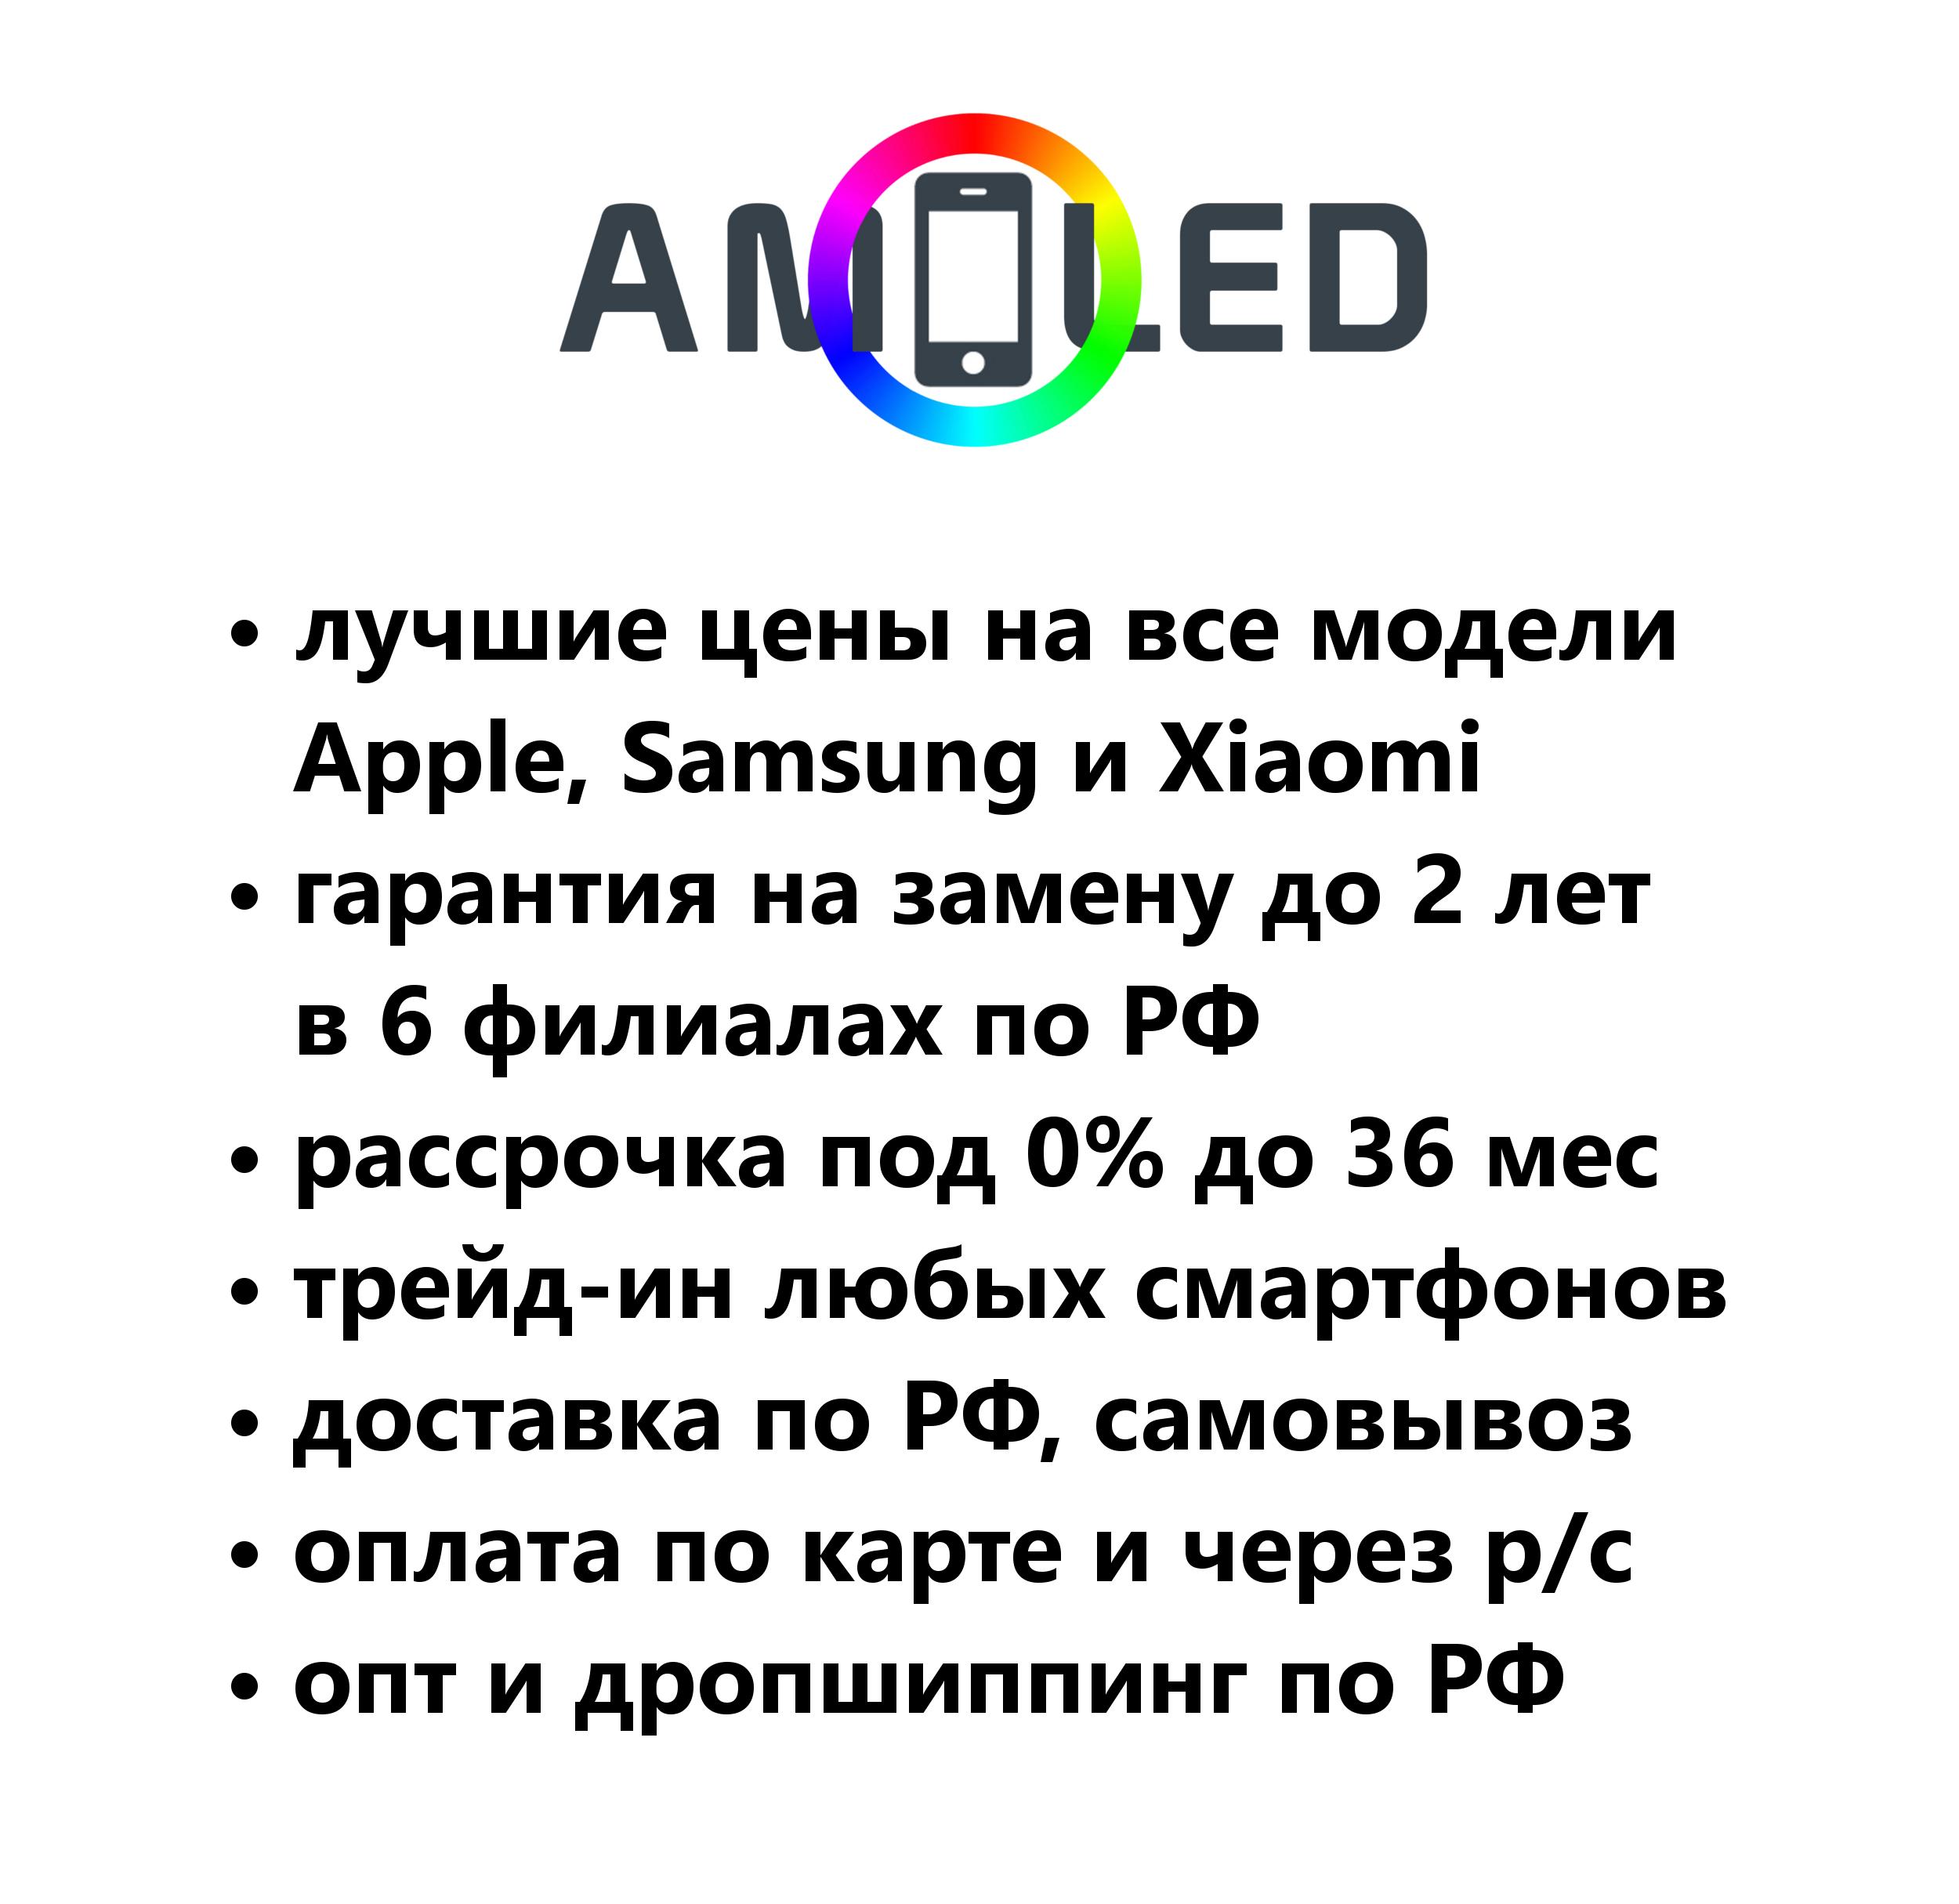 AMOLED
• лучшие цены на все модели
Apple, Samsung и Xiaomi
• гарантия на замену до 2 лет
в 6 филиалах по РФ
• рассрочка под 0% до 36 мес
• трейд-ин любых смартфонов
• доставка по РФ, самовывоз
• оплата по карте и через р/с
• опт и дропшиппинг по РФ